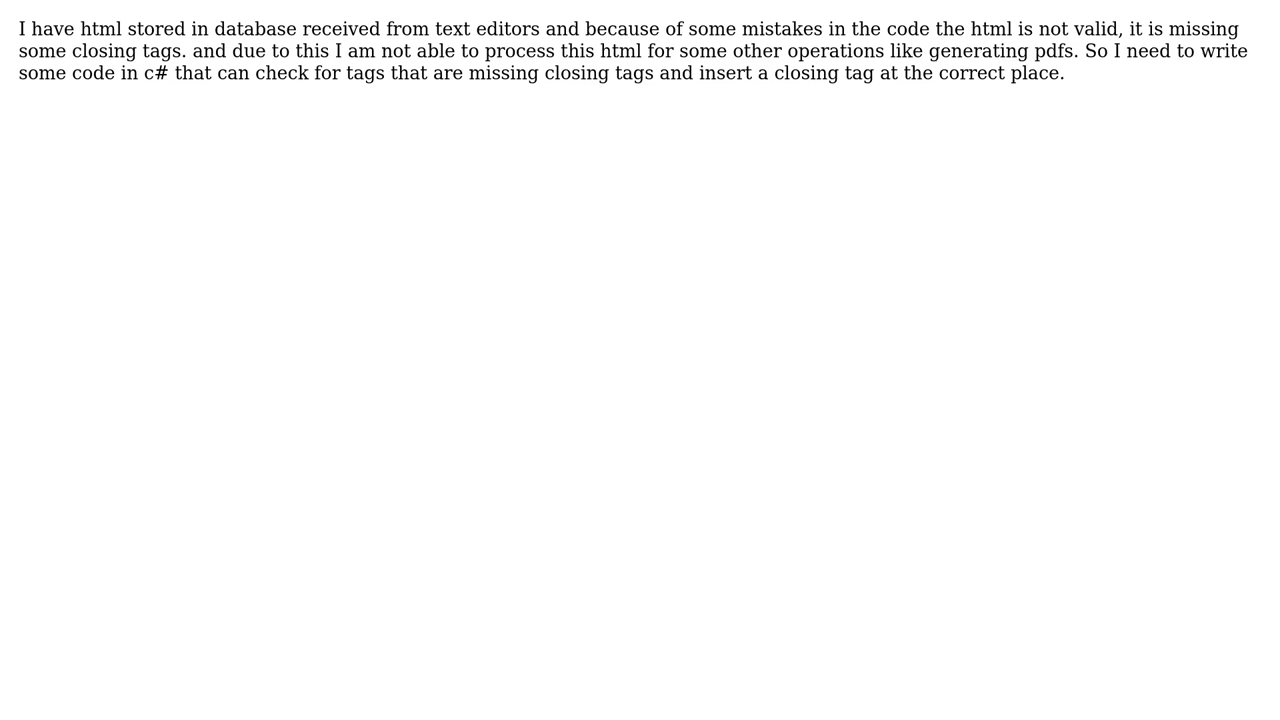 I have html stored in database received from text editors and because of some mistakes in the code the html is not valid, it is missing
some closing tags. and due to this I am not able to process this html for some other operations like generating pdfs. So I need to write
some code in c# that can check for tags that are missing closing tags and insert a closing tag at the correct place.